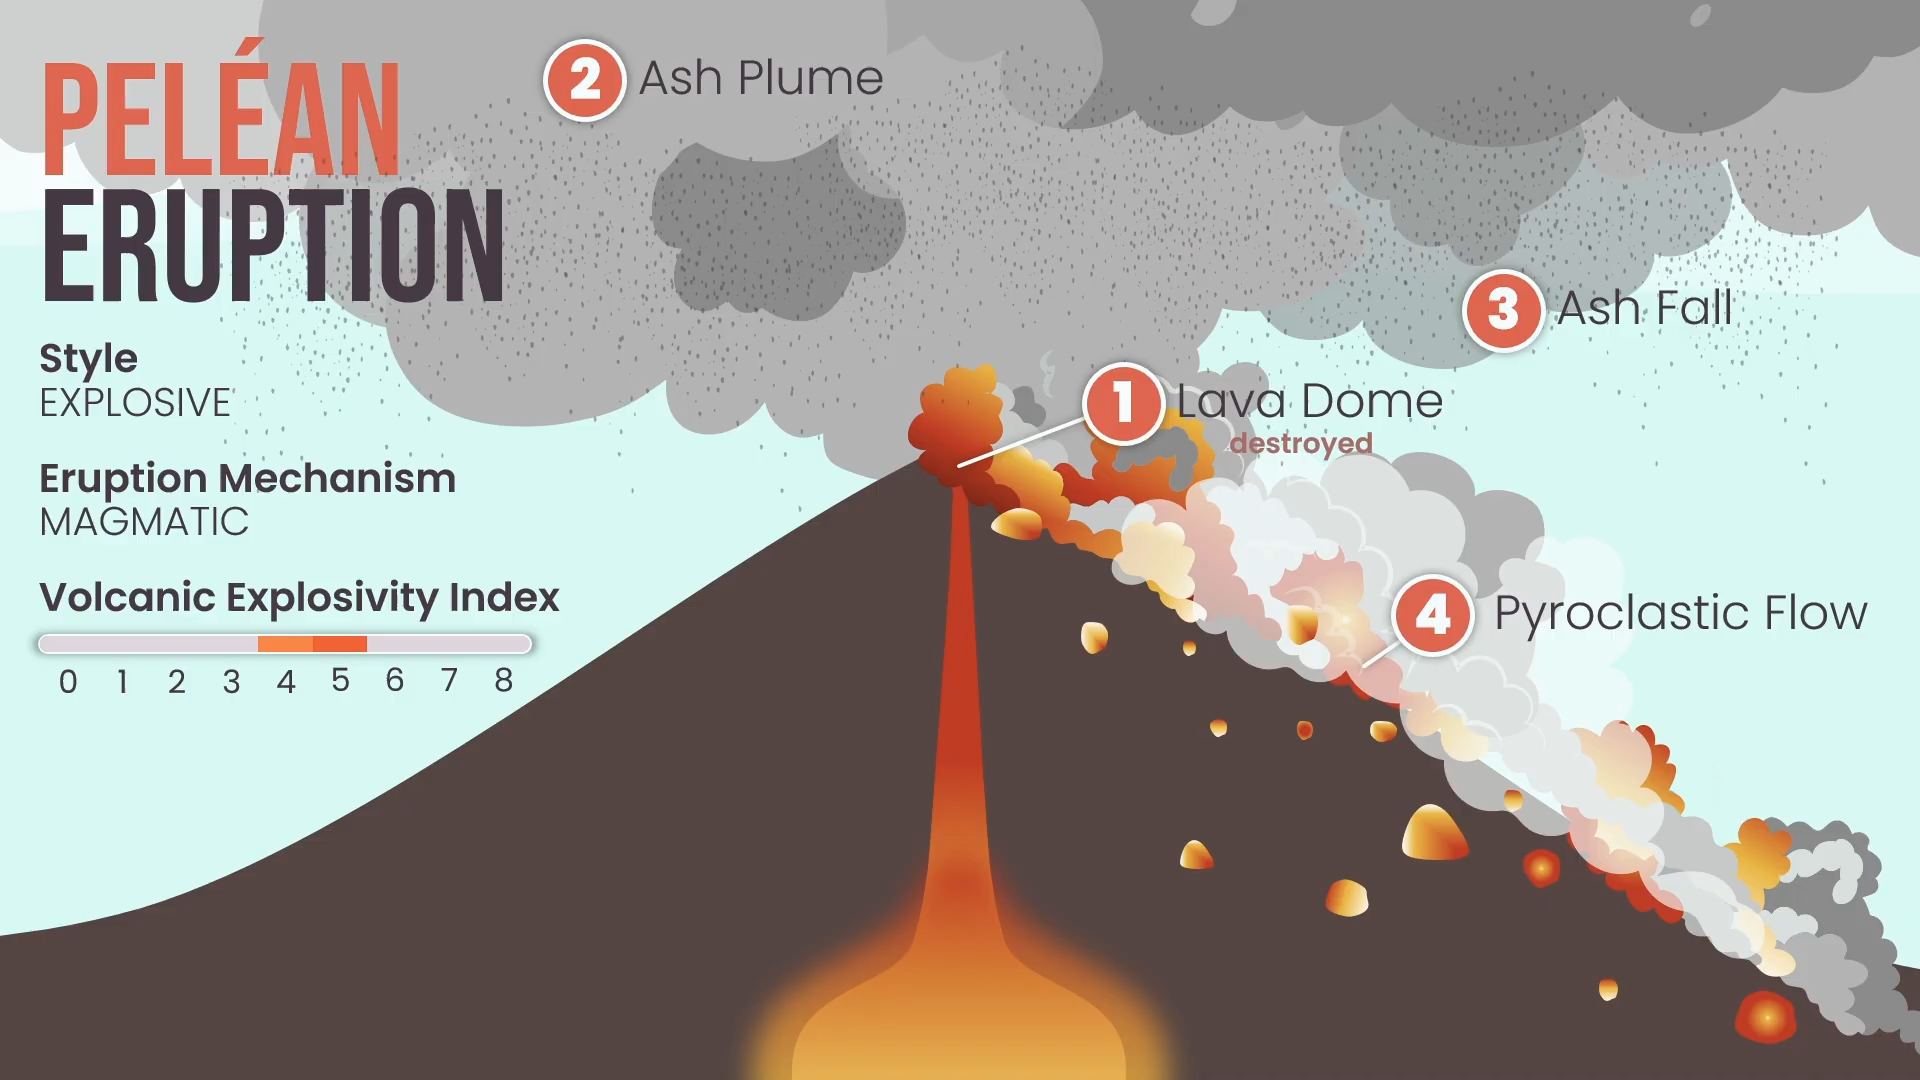 PELÉAN
ERUPTION
Style
EXPLOSIVE
Eruption Mechanism
MAGMATIC
Volcanic Explosivity Index
0 1 2 3 4 5 6 7 8
2 Ash Plume
3 Ash Fall
1 Lava Dome
destroyed
4 Pyroclastic Flow